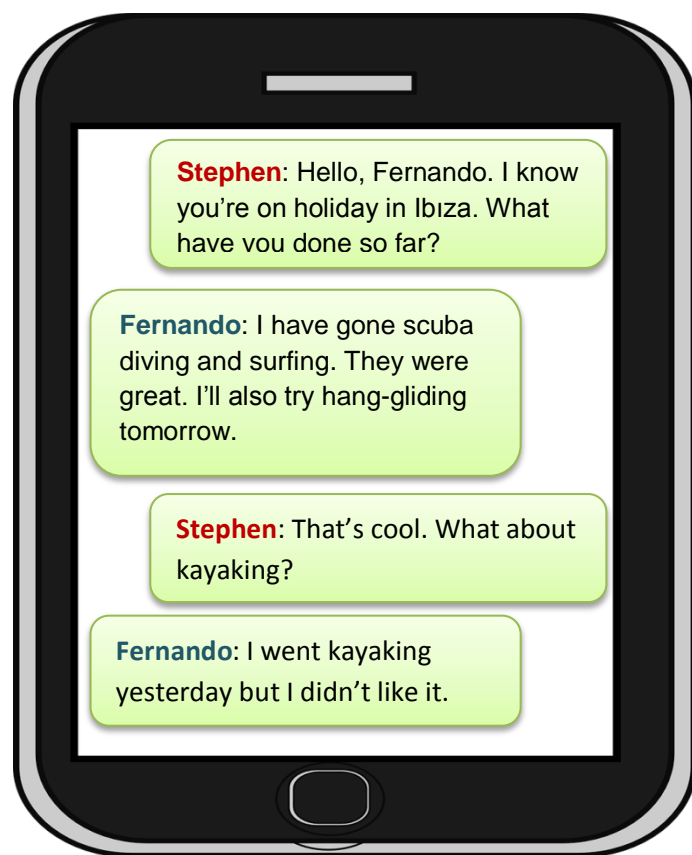 Stephen: Hello, Fernando. I know
you’re on holiday in Ibıza. What
have vou done so far?
Fernando: I have gone scuba
diving and surfing. They were
great. I’ll also try hang-gliding
tomorrow.
Stephen: That’s cool. What about
kayaking?
Fernando: I went kayaking
yesterday but I didn’t like it.